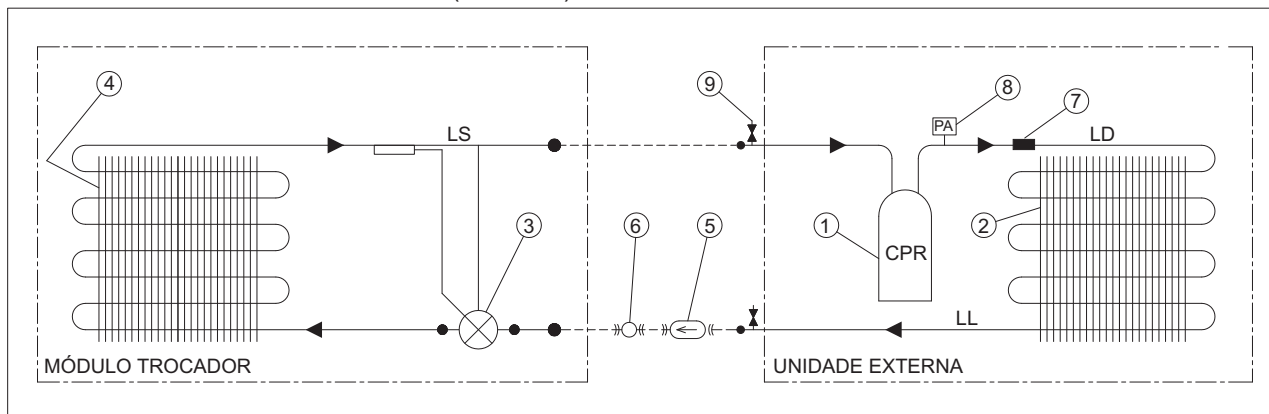 4
LS
9
8
PA
7
LD
3
6
5
1
CPR
2
LL
MÓDULO TROCADOR
UNIDADE EXTERNA